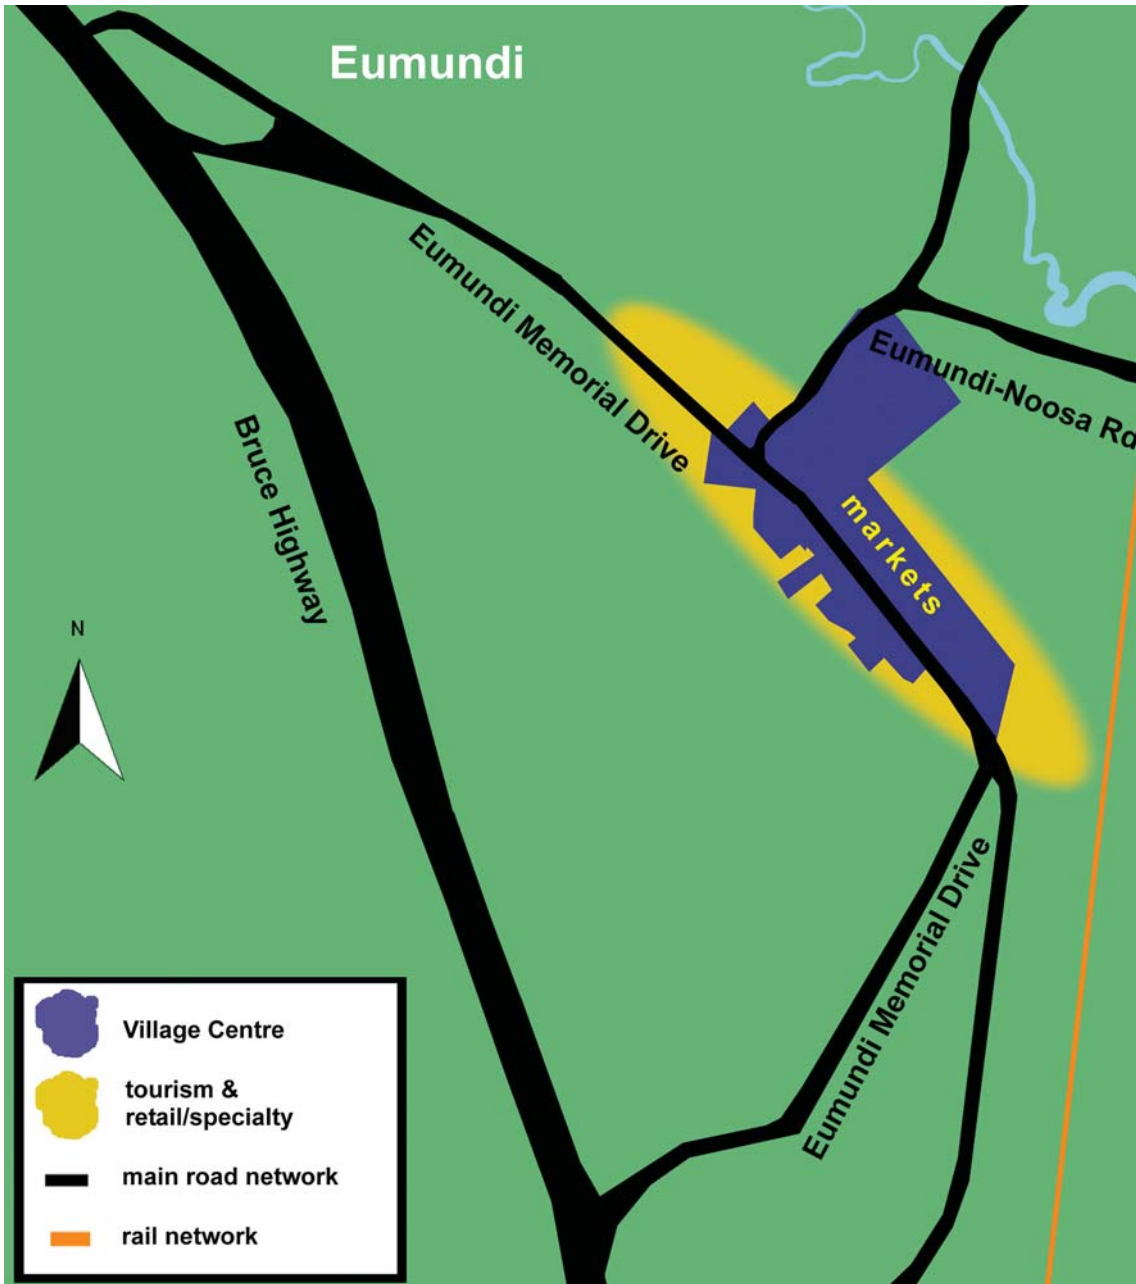 Eumundi
Eumundi Memorial Drive
Eumundi-Noosa Rd
Bruce Highway
markets
N
Eumundi Memorial Drive
Village Centre
tourism &
retail/specialty
main road network
rail network